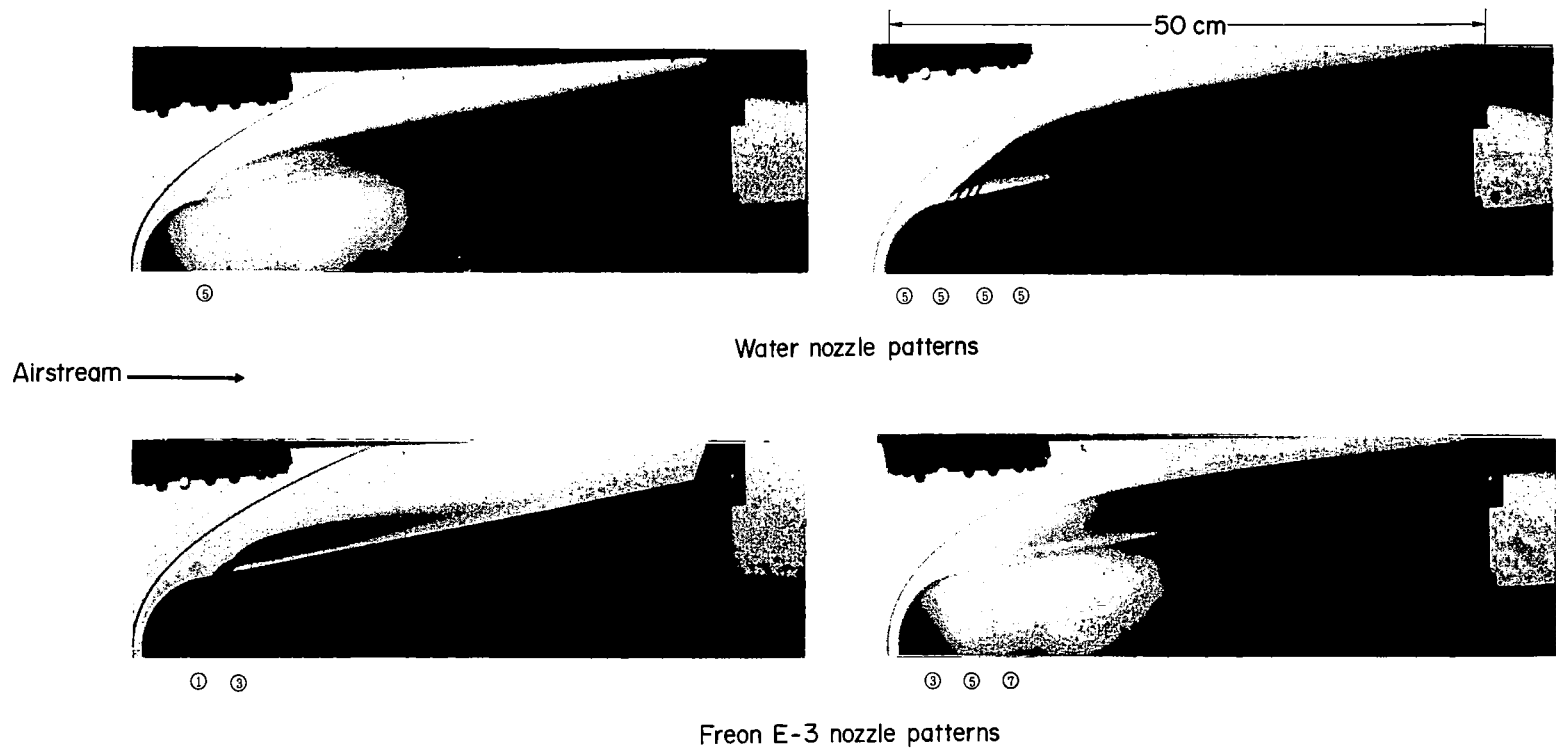 50 cm
⑤
⑤ ⑤ ⑤ ⑤
Water nozzle patterns
Airstream
① ③
③ ⑤ ⑦
Freon E-3 nozzle patterns